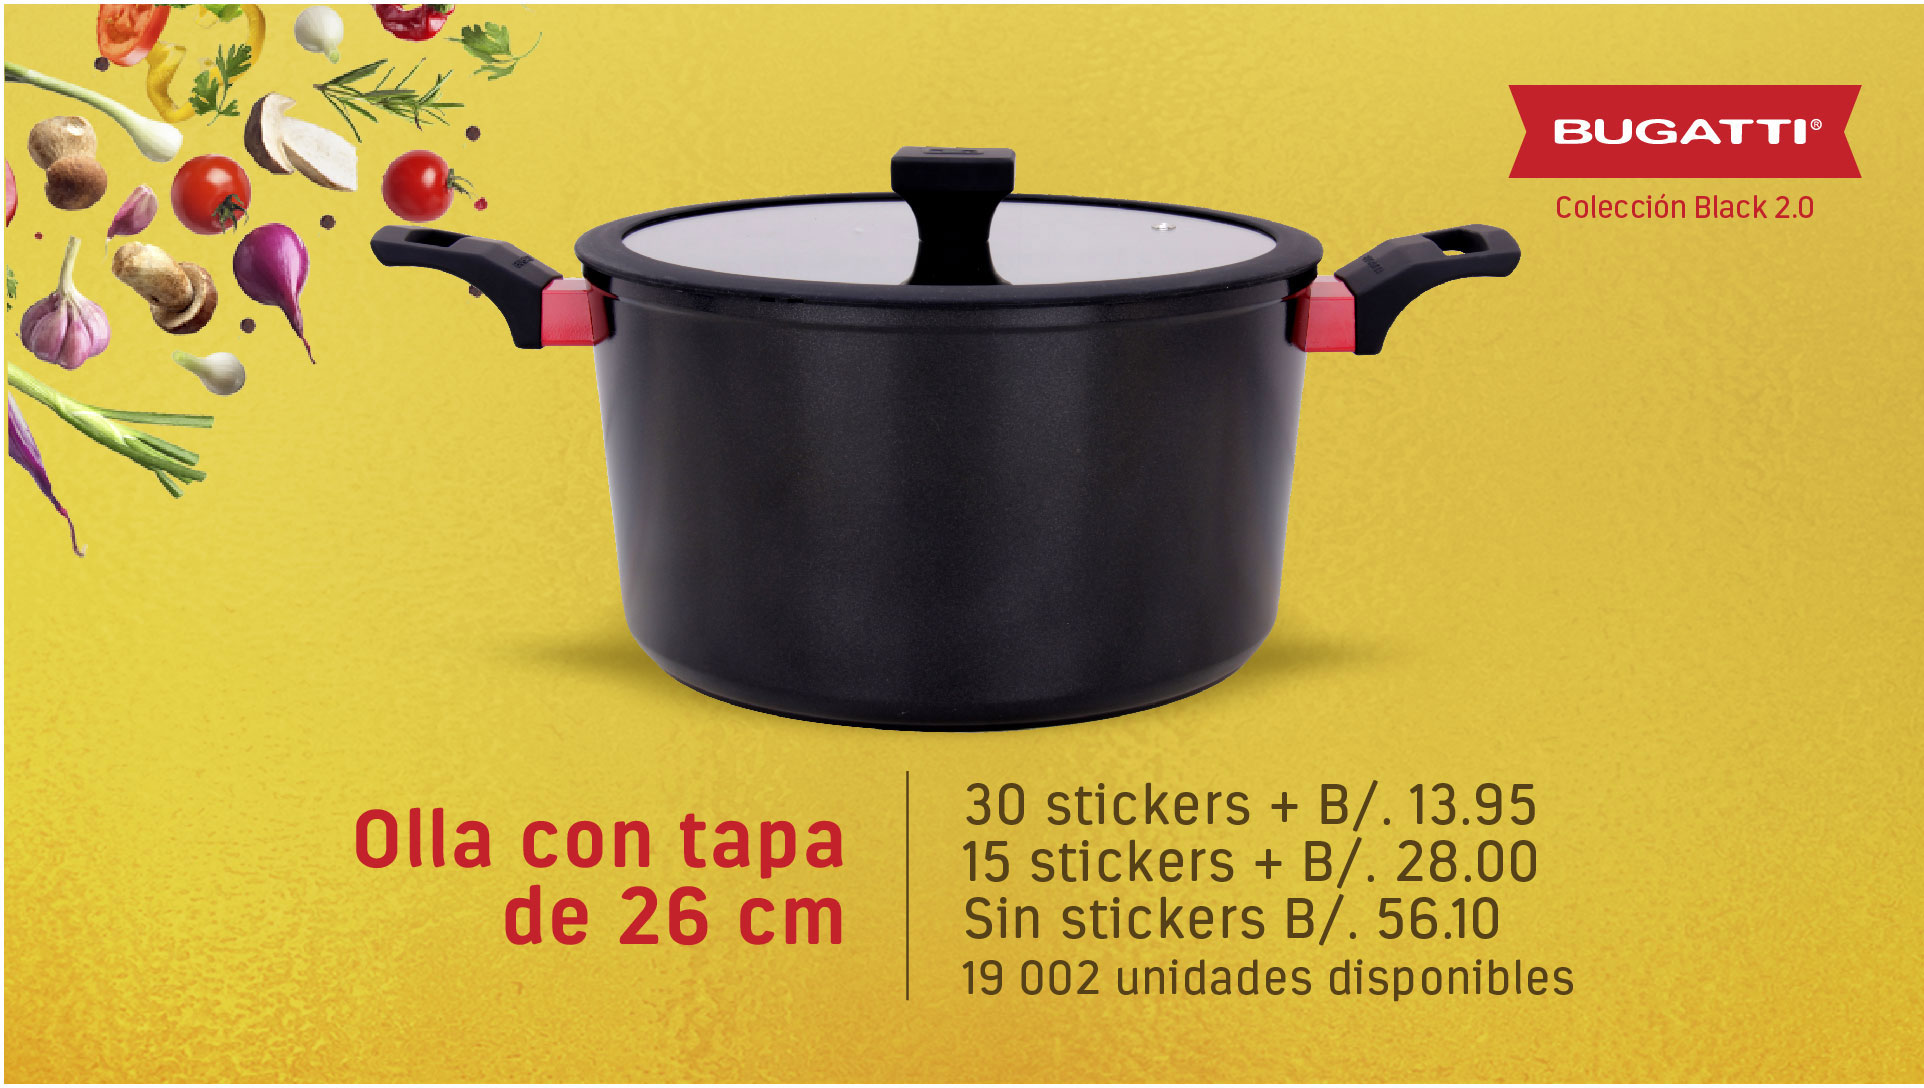 BUGATTI®
Colección Black 2.0
Olla con tapa
de 26 cm
30 stickers + B/. 13.95
15 stickers + B/. 28.00
Sin stickers B/. 56.10
19 002 unidades disponibles